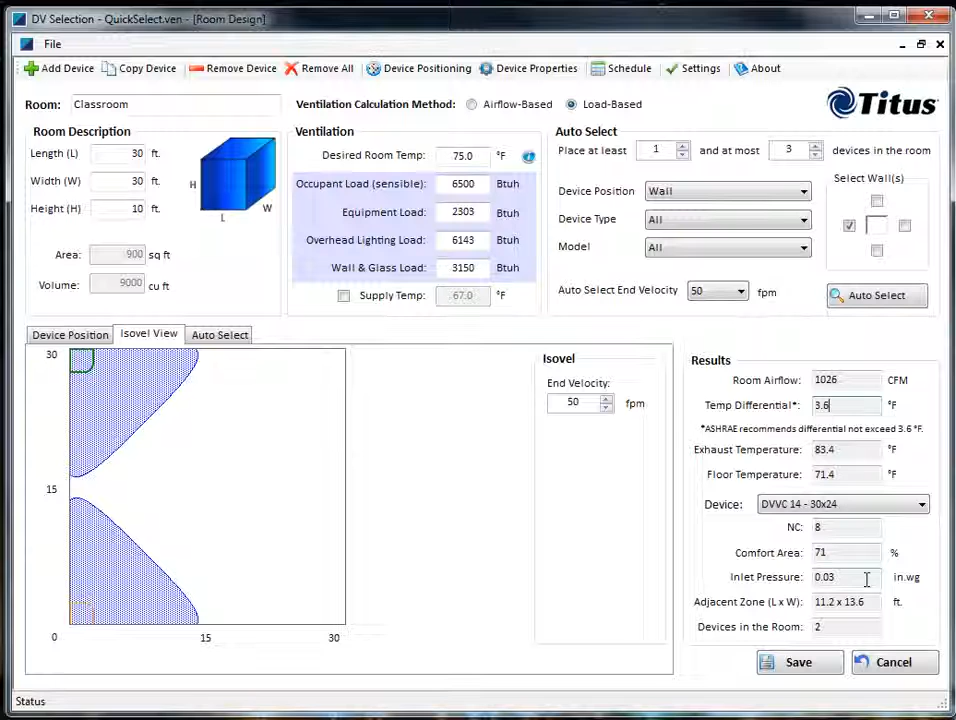 DV Selection - QuickSelect.ven - [Room Design]
File
Add Device Copy Device Remove Device Remove All Device Positioning Device Properties Schedule Settings About
Room: Classroom Ventilation Calculation Method: Airflow-Based Load-Based Titus
Room Description Ventilation Auto Select
Length (L) 30 ft. Desired Room Temp: 75.0 °F Place at least 1 and at most 3 devices in the room
Width (W) 30 ft. Occupant Load (sensible): 6500 Btuh Device Position Wall Select Wall(s)
Height (H) 10 ft. H W L Equipment Load: 2303 Btuh Device Type All
Area: 900 sq ft Overhead Lighting Load: 6143 Btuh Model All
Volume: 9000 cu ft Wall & Glass Load: 3150 Btuh
Supply Temp: 67.0 °F Auto Select End Velocity 50 fpm Auto Select
Device Position Isovel View Auto Select
30 Isovel Results
15
0 15 30
End Velocity:
50 fpm
Room Airflow: 1026 CFM
Temp Differential*: 3.6 °F
*ASHRAE recommends differential not exceed 3.6 °F.
Exhaust Temperature: 83.4 °F
Floor Temperature: 71.4 °F
Device: DVVC 14 - 30x24
NC: 8
Comfort Area: 71 %
Inlet Pressure: 0.03 in.wg
Adjacent Zone (L x W): 11.2 x 13.6 ft.
Devices in the Room: 2
Save Cancel
Status